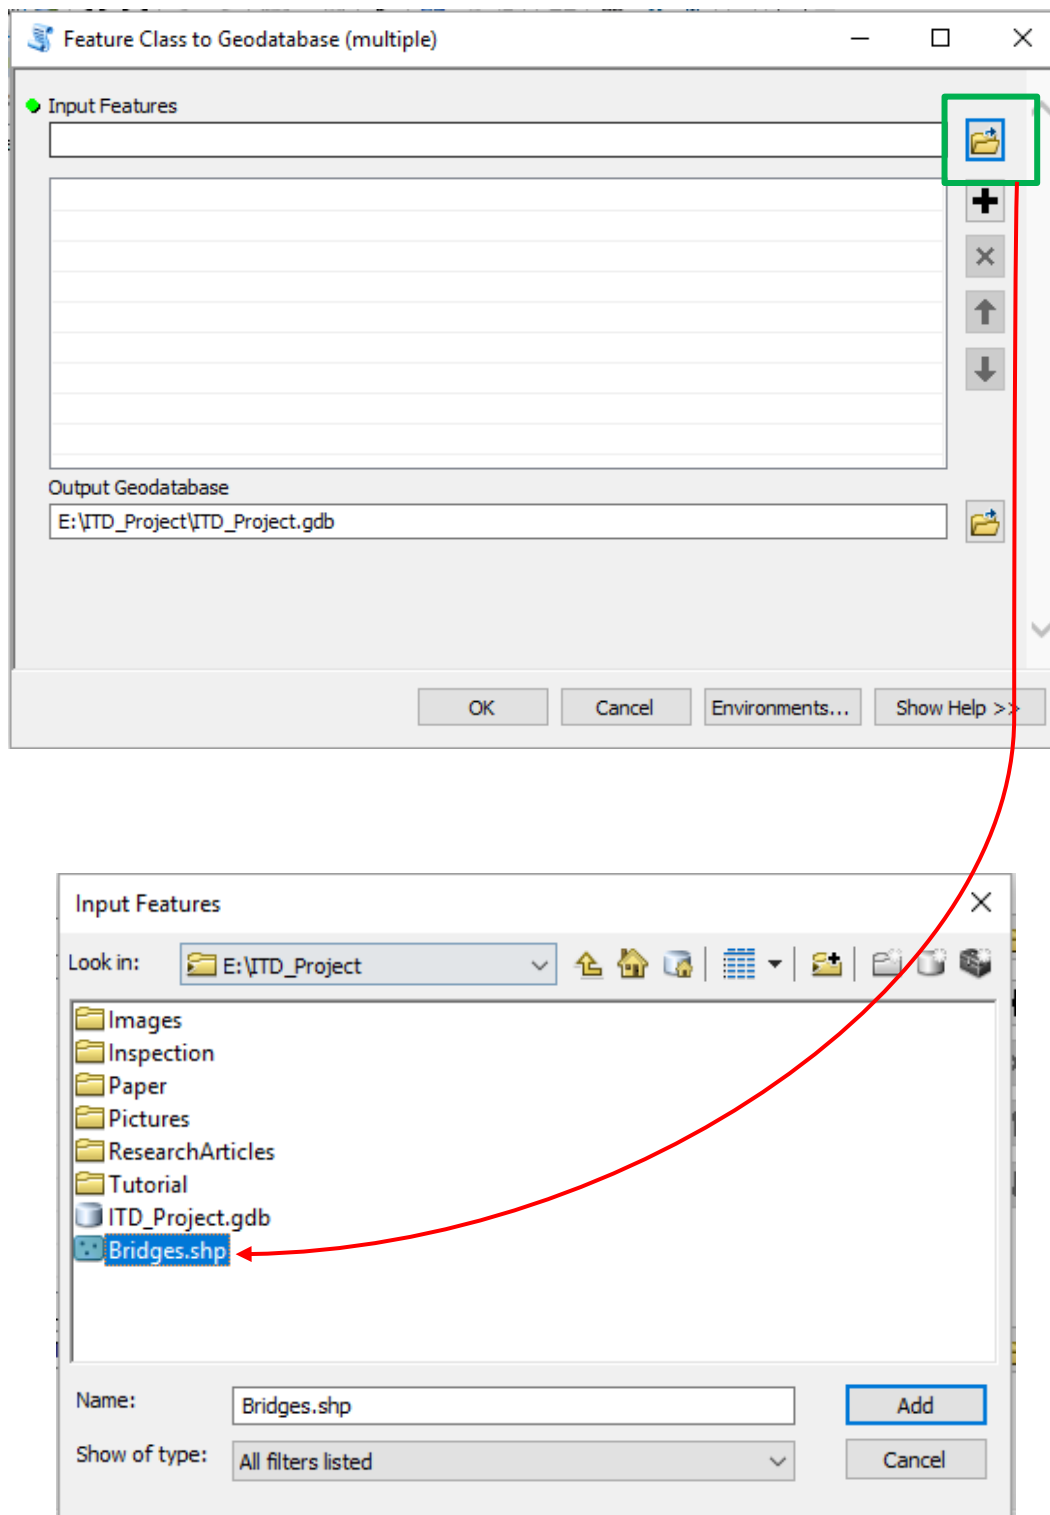 Feature Class to Geodatabase (multiple)
Input Features
Output Geodatabase
E:\ITD_Project\ITD_Project.gdb
OK
Cancel
Environments...
Show Help >>
Input Features
Look in:
E:\ITD_Project
Images
Inspection
Paper
Pictures
ResearchArticles
Tutorial
ITD_Project.gdb
Bridges.shp
Name:
Bridges.shp
Add
Show of type:
All filters listed
Cancel